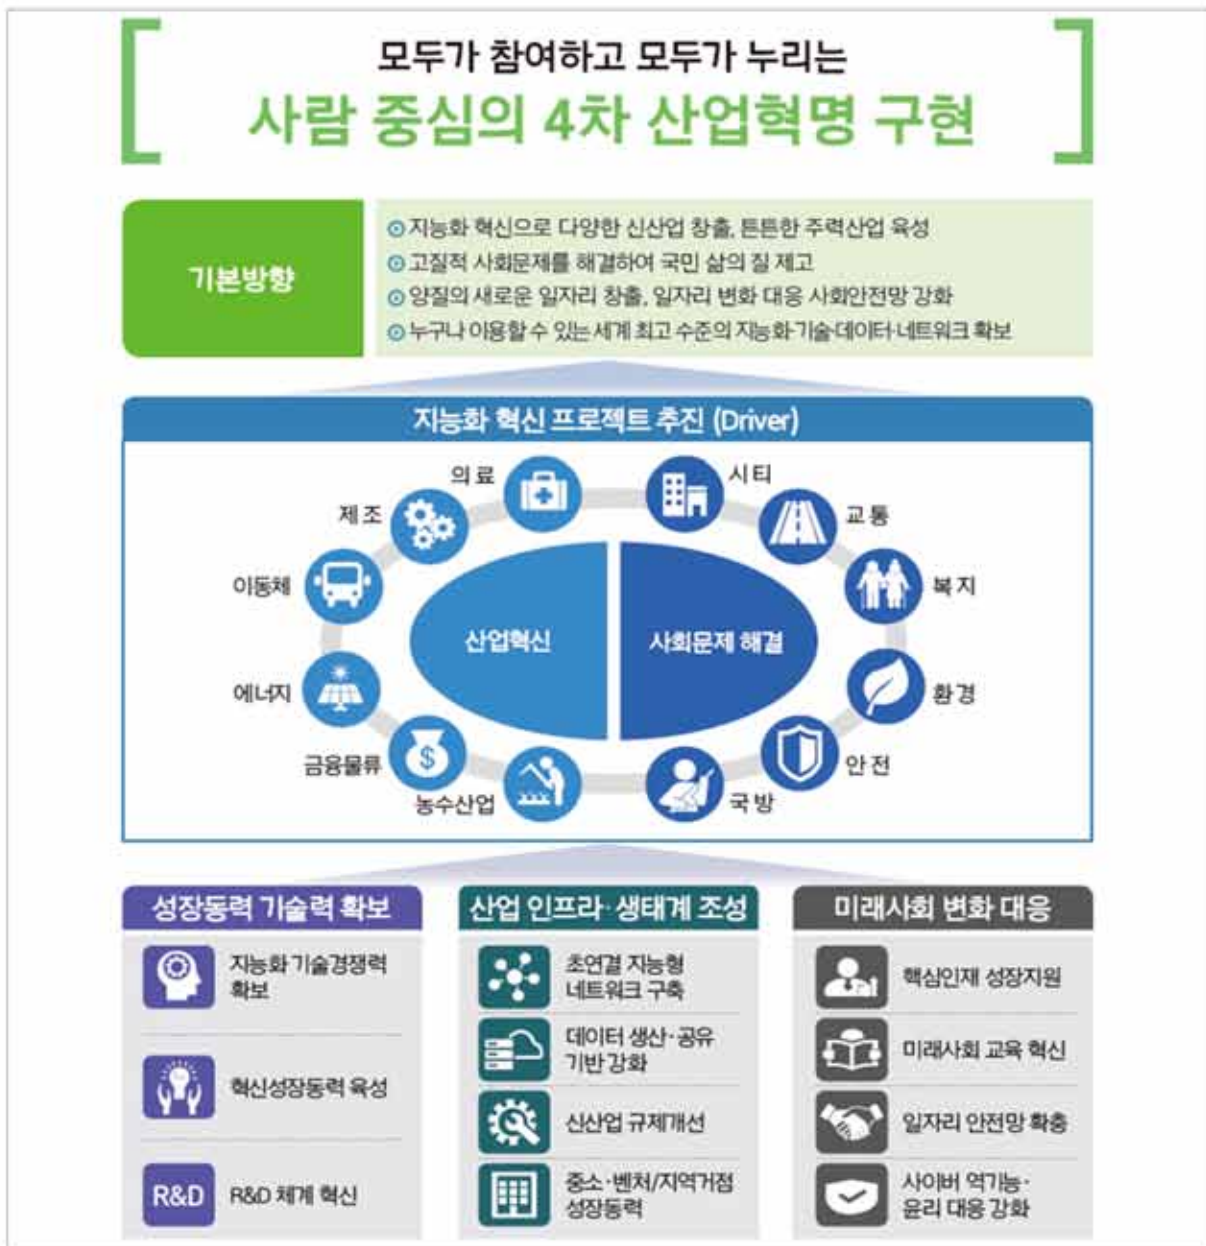 모두가 참여하고 모두가 누리는
사람 중심의 4차 산업혁명 구현
기본방향
지능화 혁신으로 다양한 신산업 창출, 튼튼한 주력산업 육성
고질적 사회문제를 해결하여 국민 삶의 질 제고
양질의 새로운 일자리 창출, 일자리 변화 대응 사회안전망 강화
누구나 이용할 수 있는 세계 최고 수준의 지능화 기술·데이터·네트워크 확보
지능화 혁신 프로젝트 추진 (Driver)
의료
시티
제조
교통
이동체
복지
산업혁신
사회문제 해결
에너지
환경
금융물류
안전
농수산업
국방
성장동력 기술력 확보
지능화 기술경쟁력
확보
혁신성장동력 육성
R&D
R&D 체계 혁신
산업 인프라·생태계 조성
초연결 지능형
네트워크 구축
데이터 생산·공유
기반 강화
신산업 규제개선
중소·벤처/지역거점
성장동력
미래사회 변화 대응
핵심인재 성장지원
미래사회 교육 혁신
일자리 안전망 확충
사이버 역기능·
윤리 대응 강화